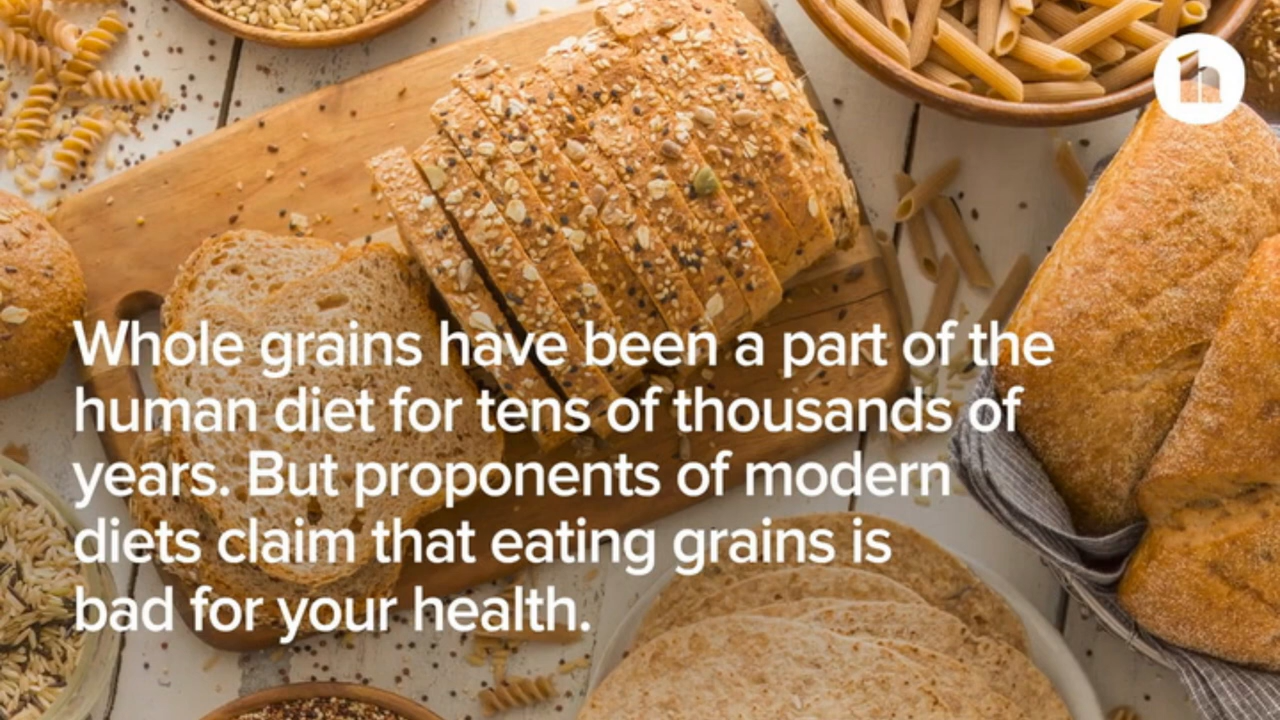 Whole grains have been a part of the
human diet for tens of thousands of
years. But proponents of modern
diets claim that eating grains is
bad for your health.
h